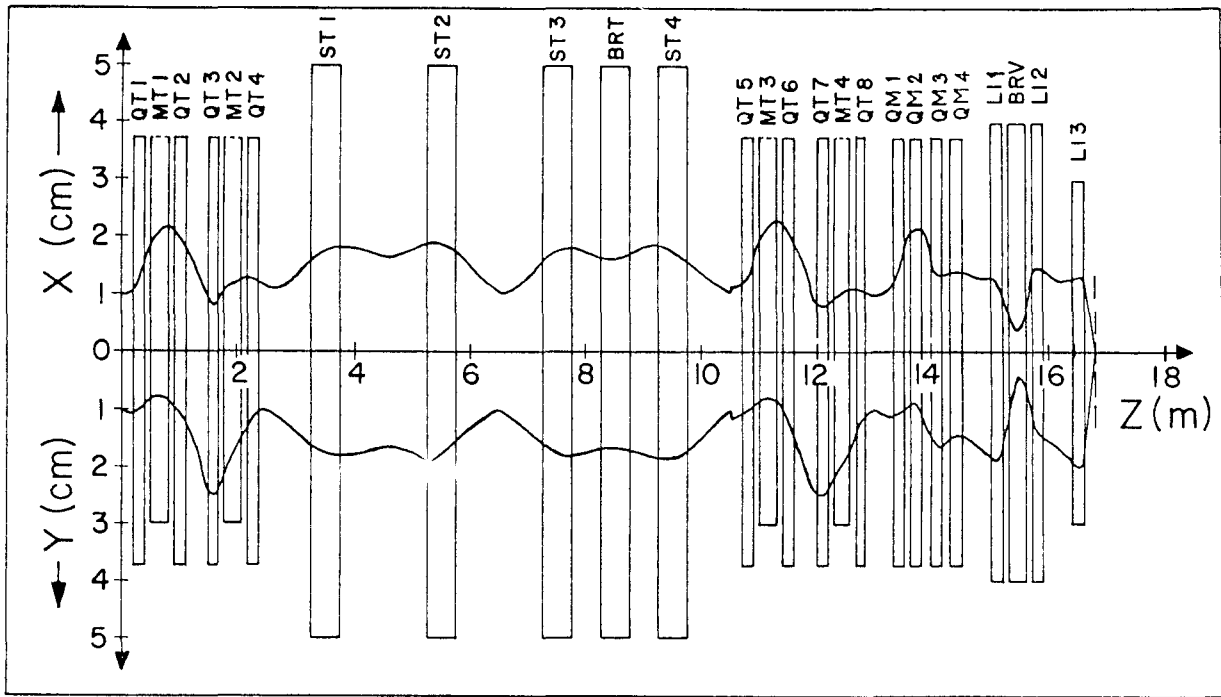 ST 1
ST2
ST3
BRT
ST4
QT1
MT1
QT2
QT3
MT2
QT4
QT5
MT3
QT6
QT7
MT4
QT8
QM1
QM2
QM3
QM4
LI1
BRV
LI2
LI3
X (cm)
5
4
3
2
1
0
1
2
3
4
5
Y (cm)
2
4
6
8
10
12
14
16
18
Z (m)